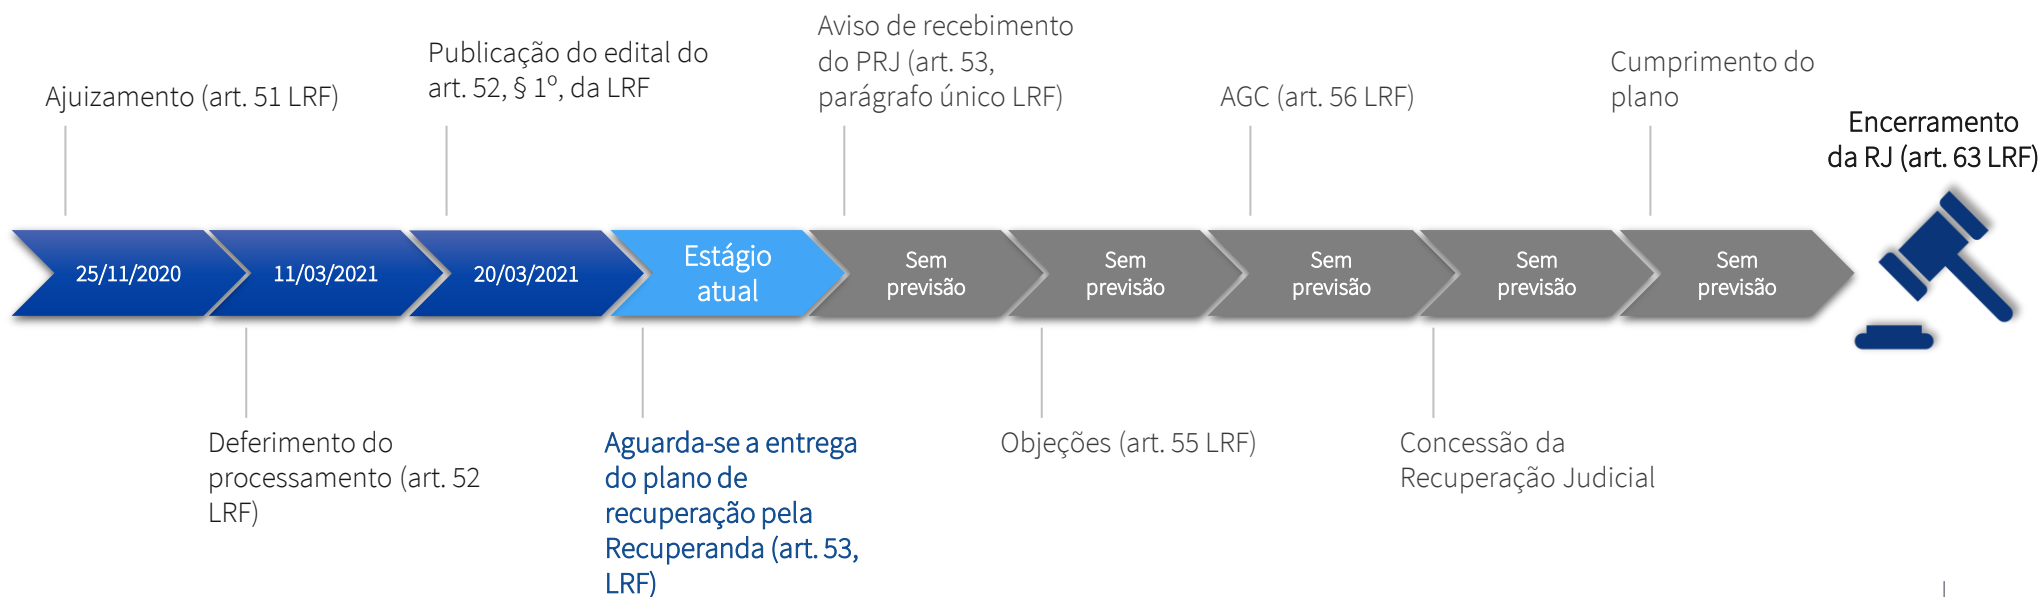 Ajuizamento (art. 51 LRF)
Publicação do edital do
art. 52, § 1º, da LRF
Aviso de recebimento
do PRJ (art. 53,
parágrafo único LRF)
AGC (art. 56 LRF)
Cumprimento do
plano
Encerramento
da RJ (art. 63 LRF)
25/11/2020
11/03/2021
20/03/2021
Estágio
atual
Sem
previsão
Sem
previsão
Sem
previsão
Sem
previsão
Sem
previsão
Deferimento do
processamento (art. 52
LRF)
Aguarda-se a entrega
do plano de
recuperação pela
Recuperanda (art. 53,
LRF)
Objeções (art. 55 LRF)
Concessão da
Recuperação Judicial